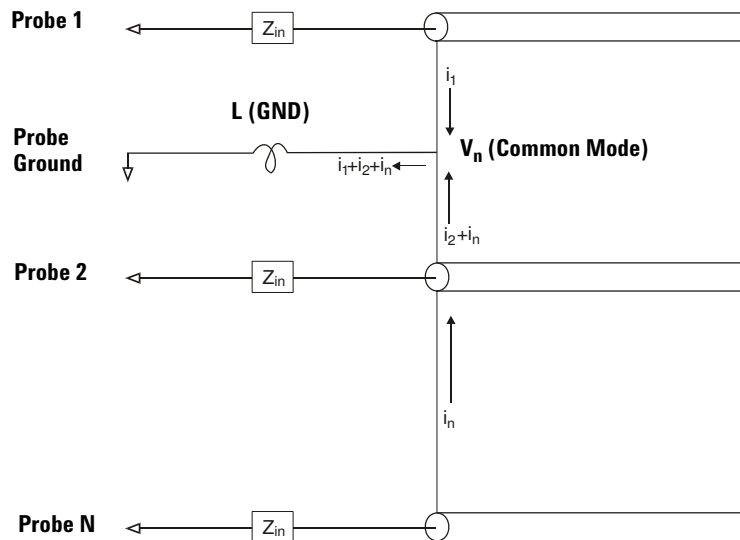 Probe 1
Zin
i1
L (GND)
Probe
Ground
i1+i2+in
Vn (Common Mode)
i2+in
Probe 2
Zin
in
Probe N
Zin